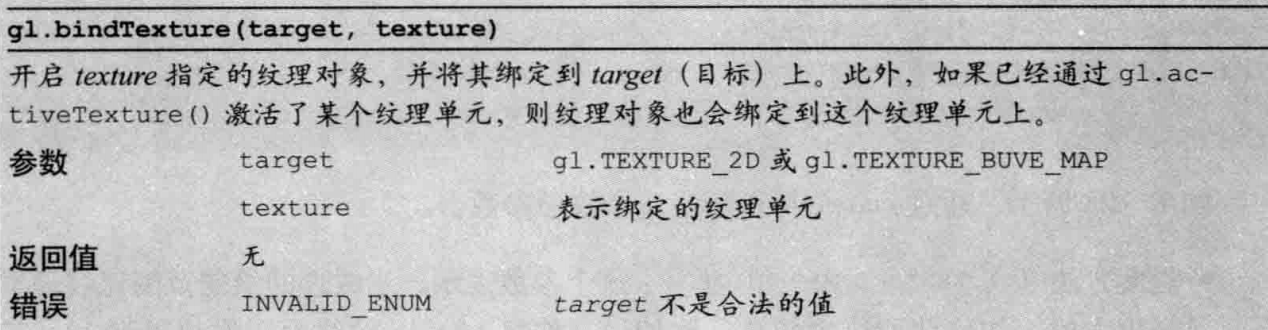 gl.bindTexture(target, texture)
开启 texture 指定的纹理对象，并将其绑定到 target（目标）上。此外，如果已经通过 gl.ac-
tiveTexture() 激活了某个纹理单元，则纹理对象也会绑定到这个纹理单元上。
参数 target gl.TEXTURE_2D 或 gl.TEXTURE_BUVE_MAP
texture 表示绑定的纹理单元
返回值 无
错误 INVALID_ENUM target 不是合法的值